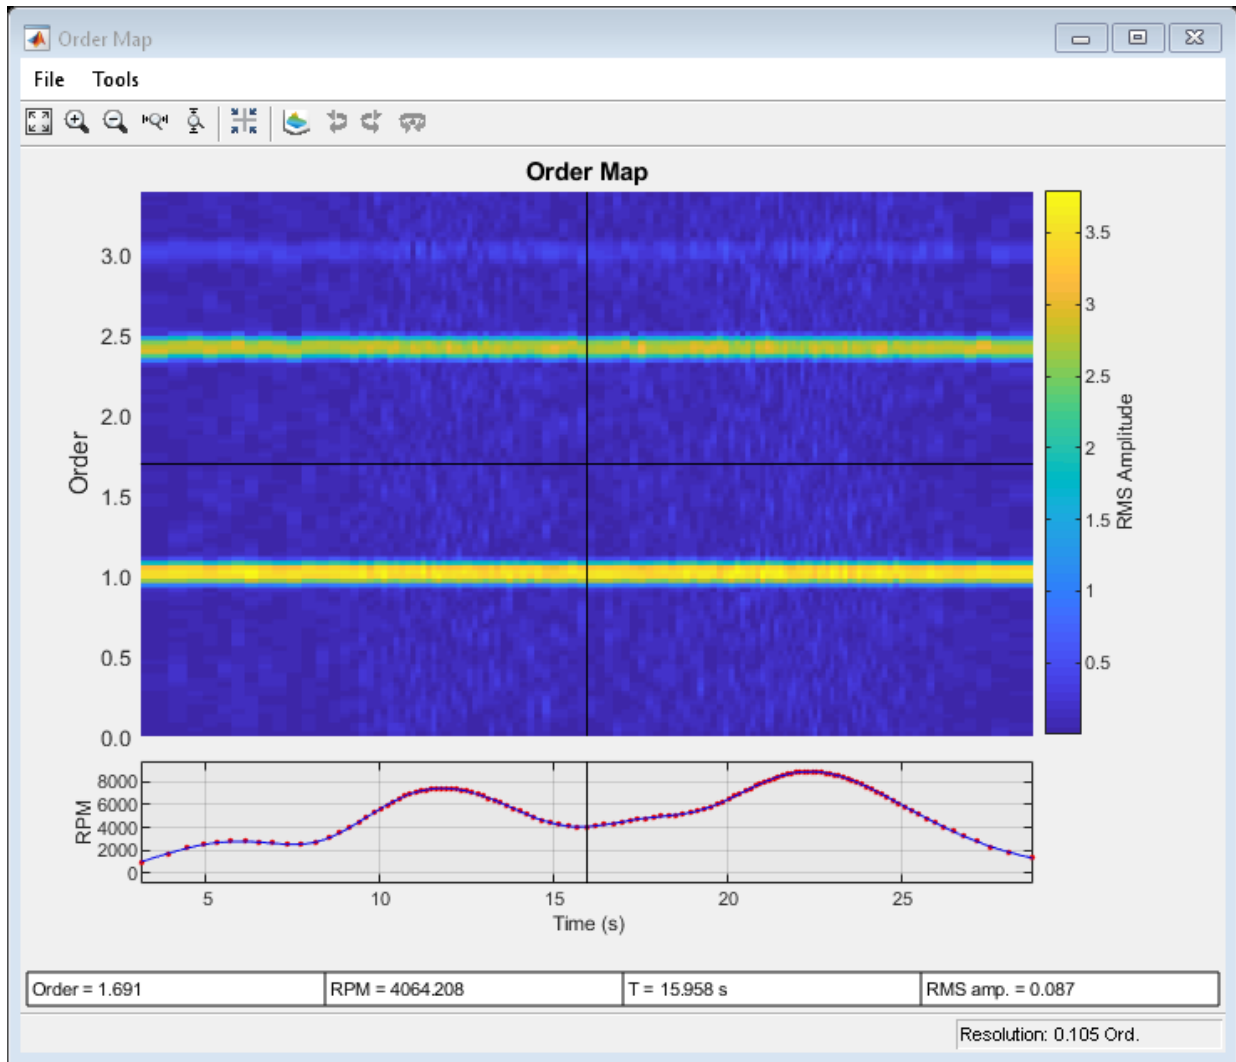 Order Map
File Tools
Order Map
3.0
2.5
2.0
1.5
1.0
0.5
0.0
Order
3.5
3
2.5
2
1.5
1
0.5
RMS Amplitude
8000
6000
4000
2000
0
RPM
5 10 15 20 25
Time (s)
Order = 1.691 RPM = 4064.208 T = 15.958 s RMS amp. = 0.087
Resolution: 0.105 Ord.